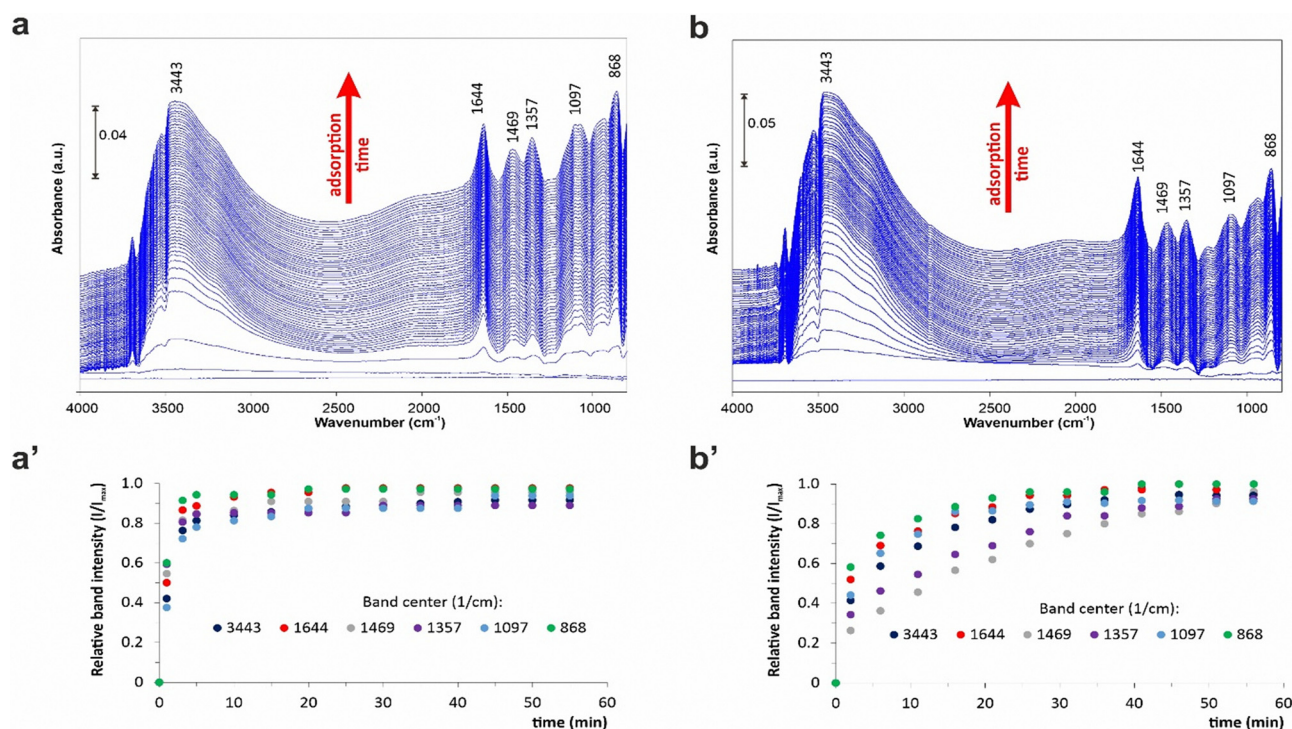 a
3443
1644
1469
1357
1097
868
0.04
adsorption
time
Absorbance (a.u.)
4000
3500
3000
2500
2000
1500
1000
Wavenumber (cm⁻¹)
b
3443
1644
1469
1357
1097
868
0.05
adsorption
time
Absorbance (a.u.)
4000
3500
3000
2500
2000
1500
1000
Wavenumber (cm⁻¹)
a'
Relative band intensity (I/Imax)
1.0
0.8
0.6
0.4
0.2
0
Band center (1/cm):
3443 1644 1469 1357 1097 868
0 10 20 30 40 50 60
time (min)
b'
Relative band intensity (I/Imax)
1.0
0.8
0.6
0.4
0.2
0
Band center (1/cm):
3443 1644 1469 1357 1097 868
0 10 20 30 40 50 60
time (min)